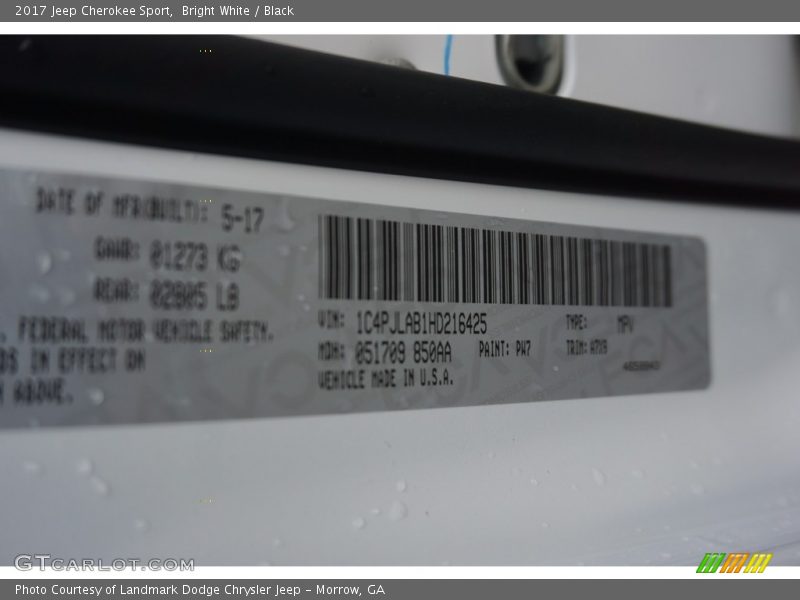 2017 Jeep Cherokee Sport, Bright White / Black
DATE OF MFR(BUILT): 5-17
GAWR: 01273 KG
REAR: 02805 LB
FEDERAL MOTOR VEHICLE SAFETY.
DS IN EFFECT ON
ABOVE.
VIN: 1C4PJLAB1HD216425
TYPE: MPV
MDH: 051709 850AA
PAINT: PW7
TRIM:
VEHICLE MADE IN U.S.A.
GTCARLOT.COM
Photo Courtesy of Landmark Dodge Chrysler Jeep – Morrow, GA